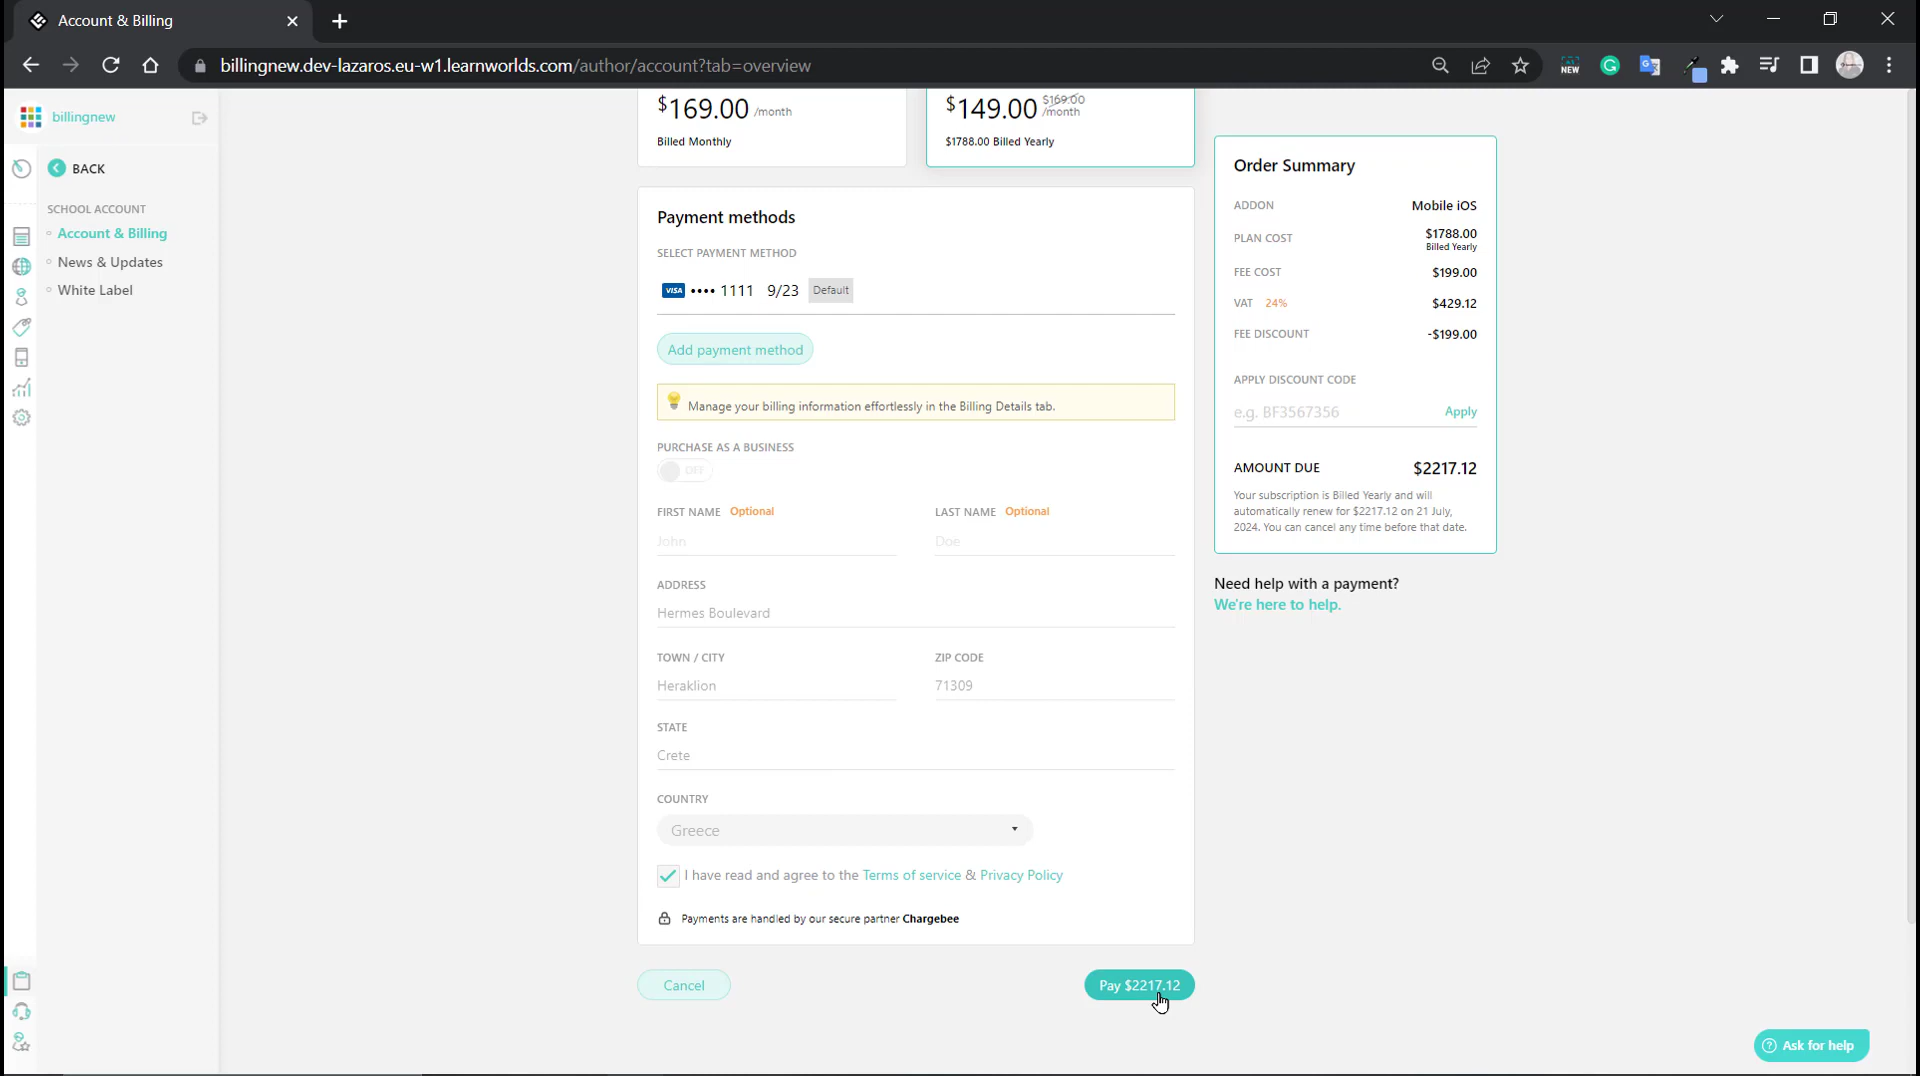 Account & Billing
billingnew.dev-lazaros.eu-w1.learnworlds.com/author/account?tab=overview
NEW
billingnew
BACK
SCHOOL ACCOUNT
Account & Billing
News & Updates
White Label
$169.00 /month
Billed Monthly
$149.00 $169.00 /month
$1788.00 Billed Yearly
Payment methods
SELECT PAYMENT METHOD
VISA •••• 1111 9/23 Default
Add payment method
Manage your billing information effortlessly in the Billing Details tab.
PURCHASE AS A BUSINESS
OFF
FIRST NAME Optional
LAST NAME Optional
John
Doe
ADDRESS
Hermes Boulevard
TOWN / CITY
ZIP CODE
Heraklion
71309
STATE
Crete
COUNTRY
Greece
I have read and agree to the Terms of service & Privacy Policy
Payments are handled by our secure partner Chargebee
Cancel
Pay $2217.12
Order Summary
ADDON Mobile iOS
PLAN COST $1788.00
Billed Yearly
FEE COST $199.00
VAT 24% $429.12
FEE DISCOUNT -$199.00
APPLY DISCOUNT CODE
e.g. BF3567356 Apply
AMOUNT DUE $2217.12
Your subscription is Billed Yearly and will
automatically renew for $2217.12 on 21 July,
2024. You can cancel any time before that date.
Need help with a payment?
We're here to help.
Ask for help